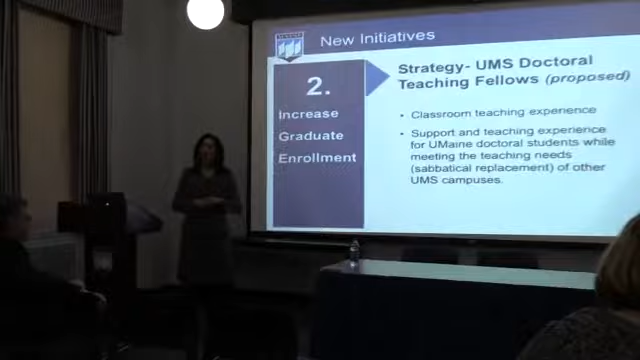 New Initiatives
2.
Increase
Graduate
Enrollment
Strategy- UMS Doctoral
Teaching Fellows (proposed)
• Classroom teaching experience
• Support and teaching experience
for UMaine doctoral students while
meeting the teaching needs
(sabbatical replacement) of other
UMS campuses.